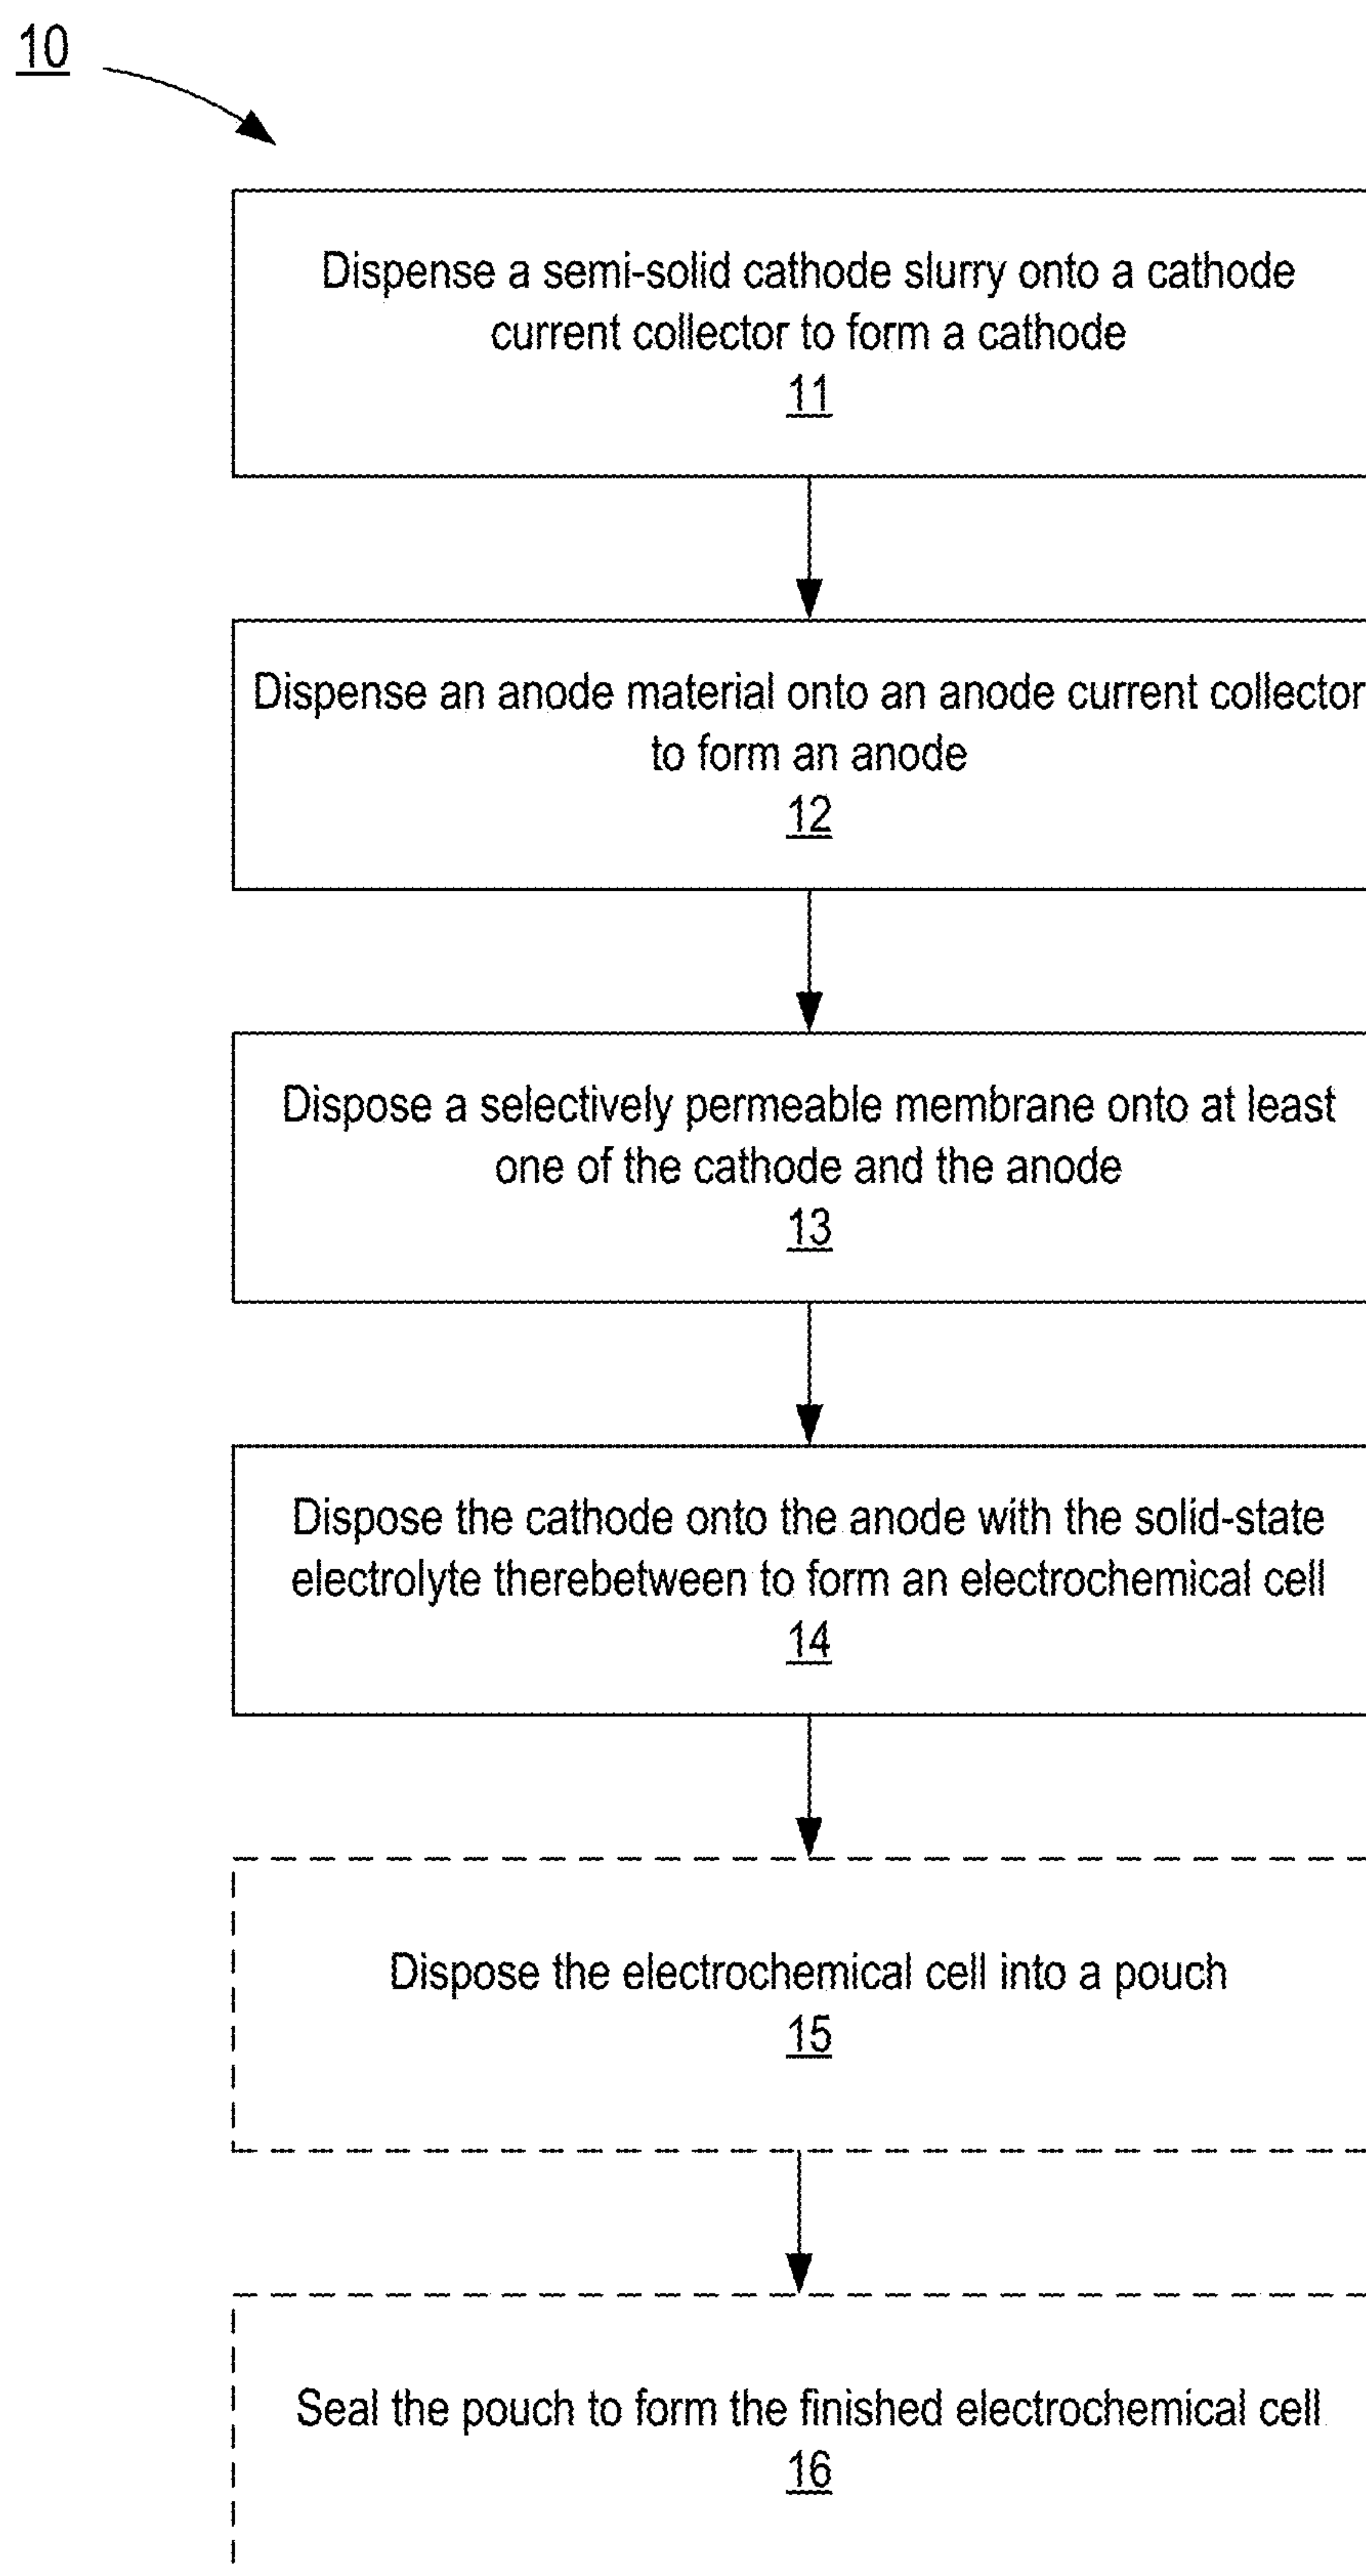 10
Dispense a semi-solid cathode slurry onto a cathode
current collector to form a cathode
11
Dispense an anode material onto an anode current collector
to form an anode
12
Dispose a selectively permeable membrane onto at least
one of the cathode and the anode
13
Dispose the cathode onto the anode with the solid-state
electrolyte therebetween to form an electrochemical cell
14
Dispose the electrochemical cell into a pouch
15
Seal the pouch to form the finished electrochemical cell
16